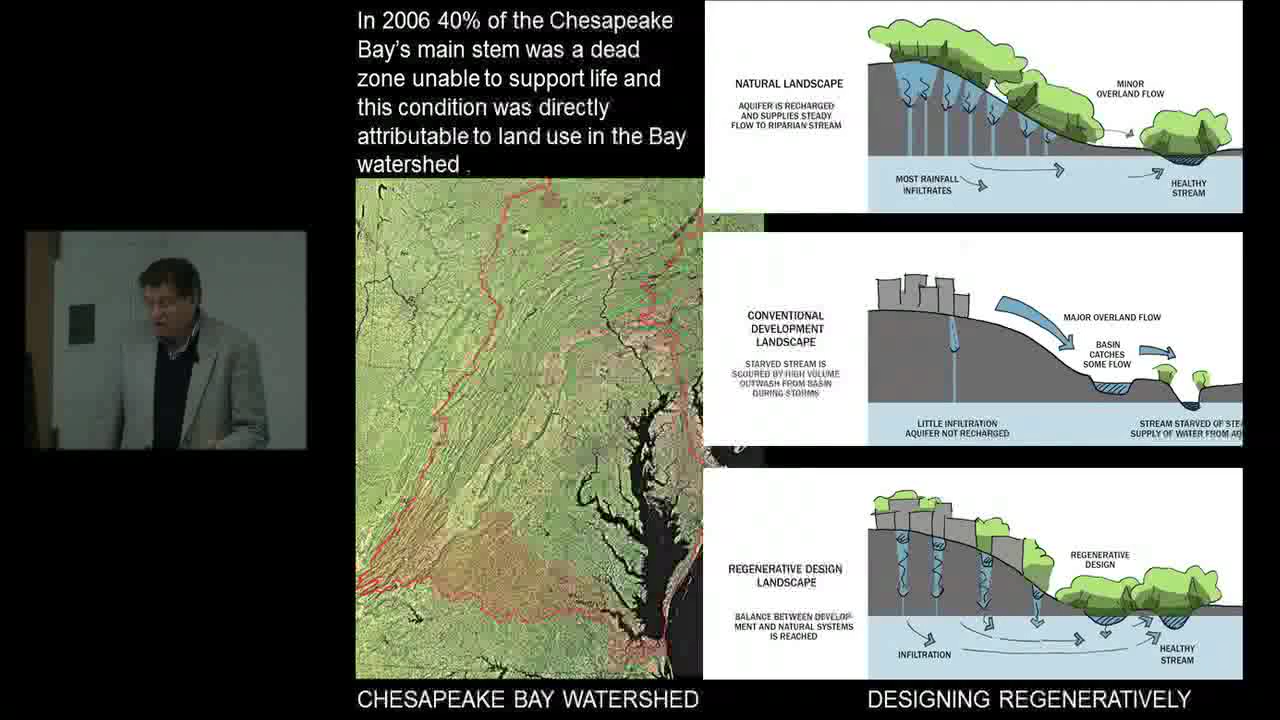 In 2006 40% of the Chesapeake
Bay's main stem was a dead
zone unable to support life and
this condition was directly
attributable to land use in the Bay
watershed .
CHESAPEAKE BAY WATERSHED
NATURAL LANDSCAPE
AQUIFER IS RECHARGED
AND SUPPLIES STEADY
FLOW TO RIPARIAN STREAM
MINOR
OVERLAND FLOW
MOST RAINFALL
INFILTRATES
HEALTHY
STREAM
CONVENTIONAL
DEVELOPMENT
LANDSCAPE
STARVED STREAM IS
SCOURED BY HIGH VOLUME
OUTWASH FROM BASIN
DURING STORMS
MAJOR OVERLAND FLOW
BASIN
CATCHES
SOME FLOW
LITTLE INFILTRATION
AQUIFER NOT RECHARGED
STREAM STARVED OF
SUPPLY OF WATER FROM
REGENERATIVE DESIGN
LANDSCAPE
BALANCE BETWEEN DEVELOP-
MENT AND NATURAL SYSTEMS
IS REACHED
REGENERATIVE
DESIGN
INFILTRATION
HEALTHY
STREAM
DESIGNING REGENERATIVELY